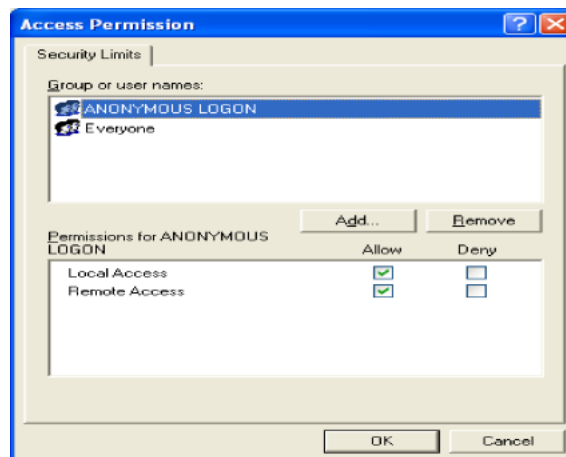 Access Permission
Security Limits
Group or user names:
ANONYMOUS LOGON
Everyone
Add...
Remove
Permissions for ANONYMOUS
LOGON
Allow
Deny
Local Access
Remote Access
OK
Cancel